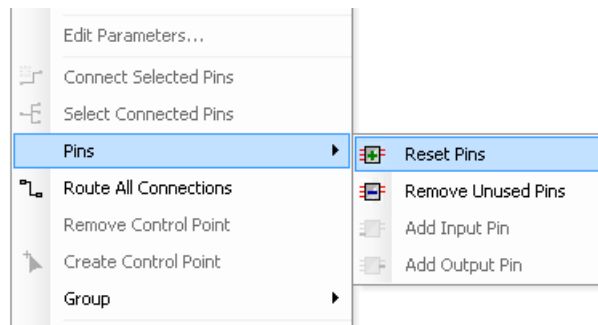 Edit Parameters...
Connect Selected Pins
Select Connected Pins
Pins
Route All Connections
Remove Control Point
Create Control Point
Group
Reset Pins
Remove Unused Pins
Add Input Pin
Add Output Pin